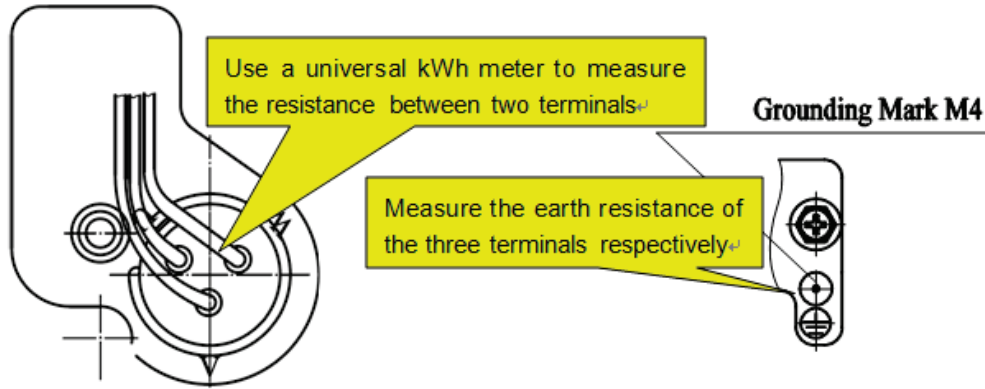 Use a universal kWh meter to measure
the resistance between two terminals↵
Grounding Mark M4
Measure the earth resistance of
the three terminals respectively↵